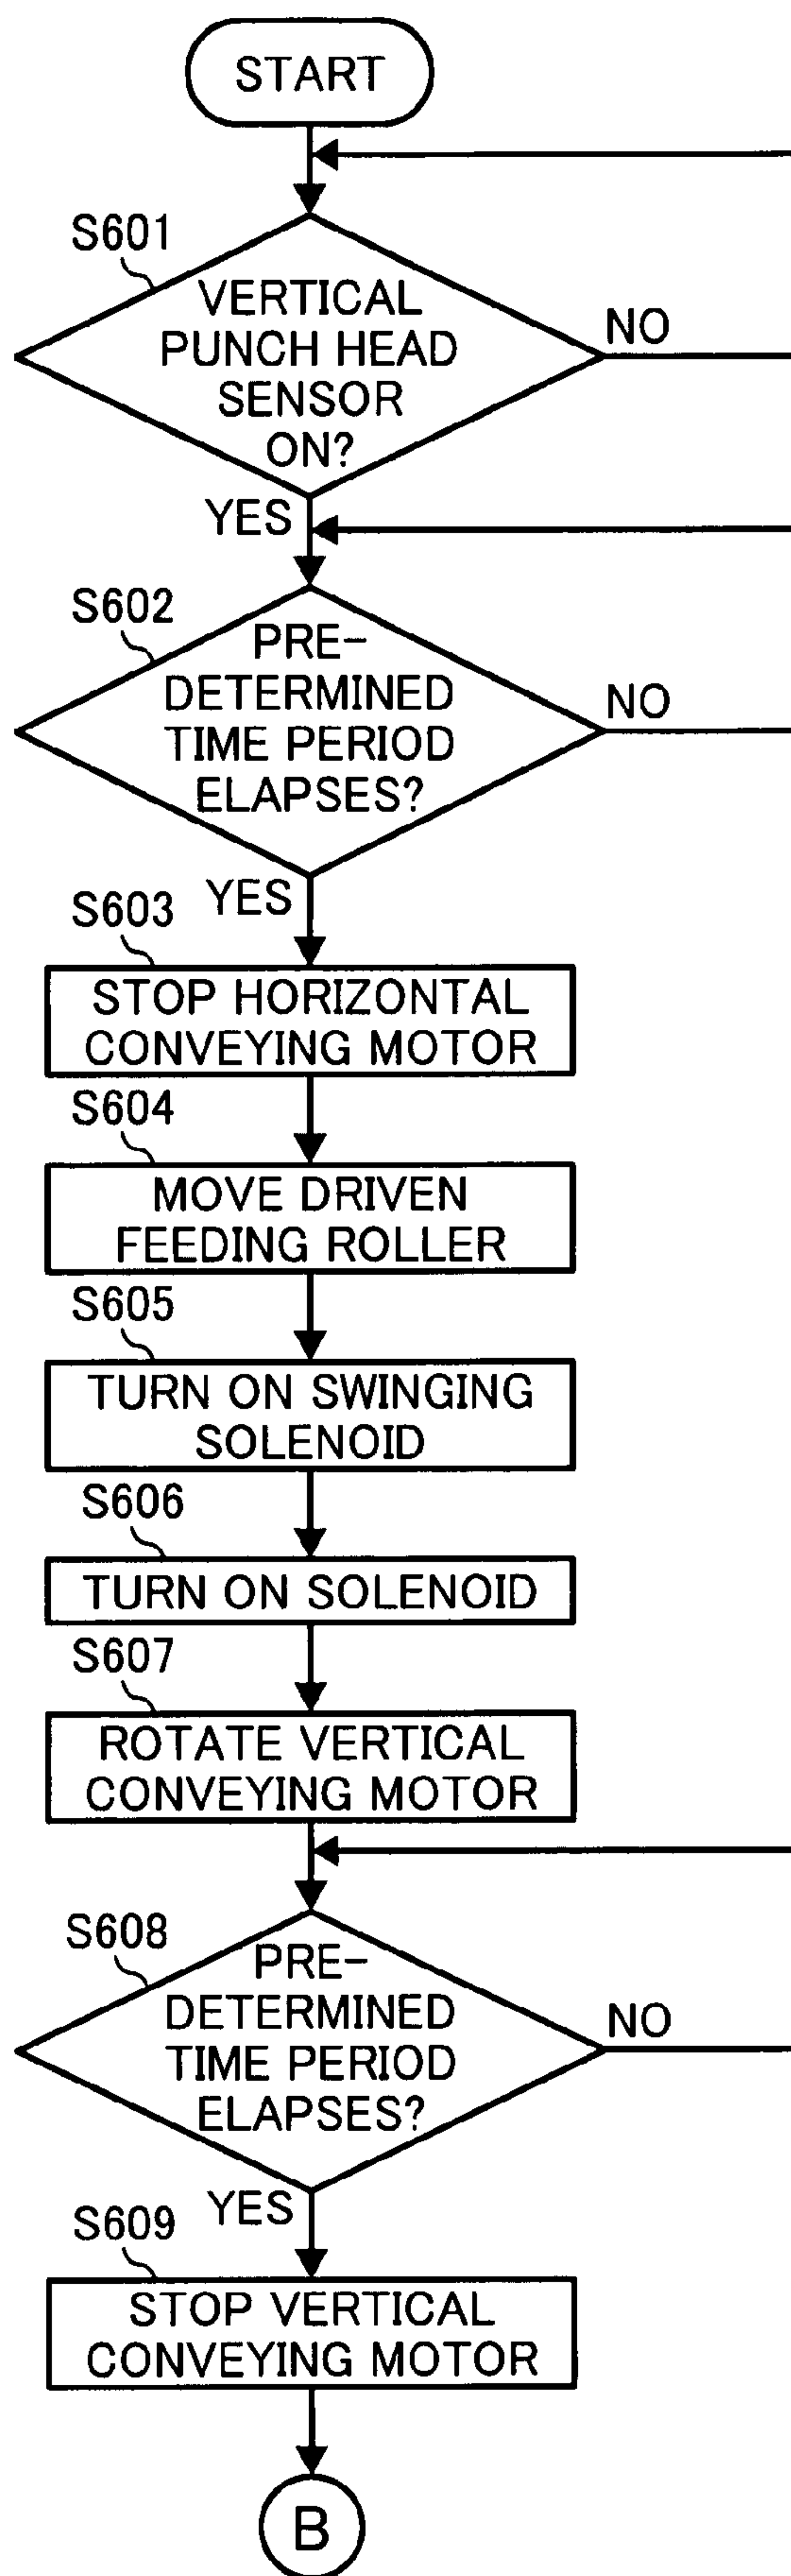 START
S601
VERTICAL
PUNCH HEAD
SENSOR
ON?
NO
YES
S602
PRE-
DETERMINED
TIME PERIOD
ELAPSES?
NO
YES
S603
STOP HORIZONTAL
CONVEYING MOTOR
S604
MOVE DRIVEN
FEEDING ROLLER
S605
TURN ON SWINGING
SOLENOID
S606
TURN ON SOLENOID
S607
ROTATE VERTICAL
CONVEYING MOTOR
S608
PRE-
DETERMINED
TIME PERIOD
ELAPSES?
NO
YES
S609
STOP VERTICAL
CONVEYING MOTOR
B